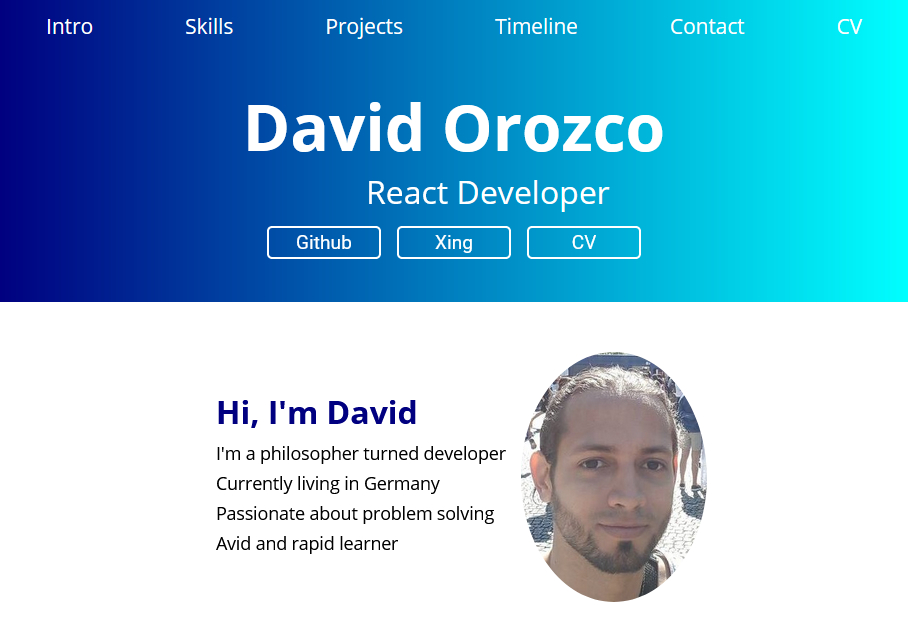 Intro Skills Projects Timeline Contact CV
David Orozco
React Developer
Github Xing CV
Hi, I'm David
I'm a philosopher turned developer
Currently living in Germany
Passionate about problem solving
Avid and rapid learner